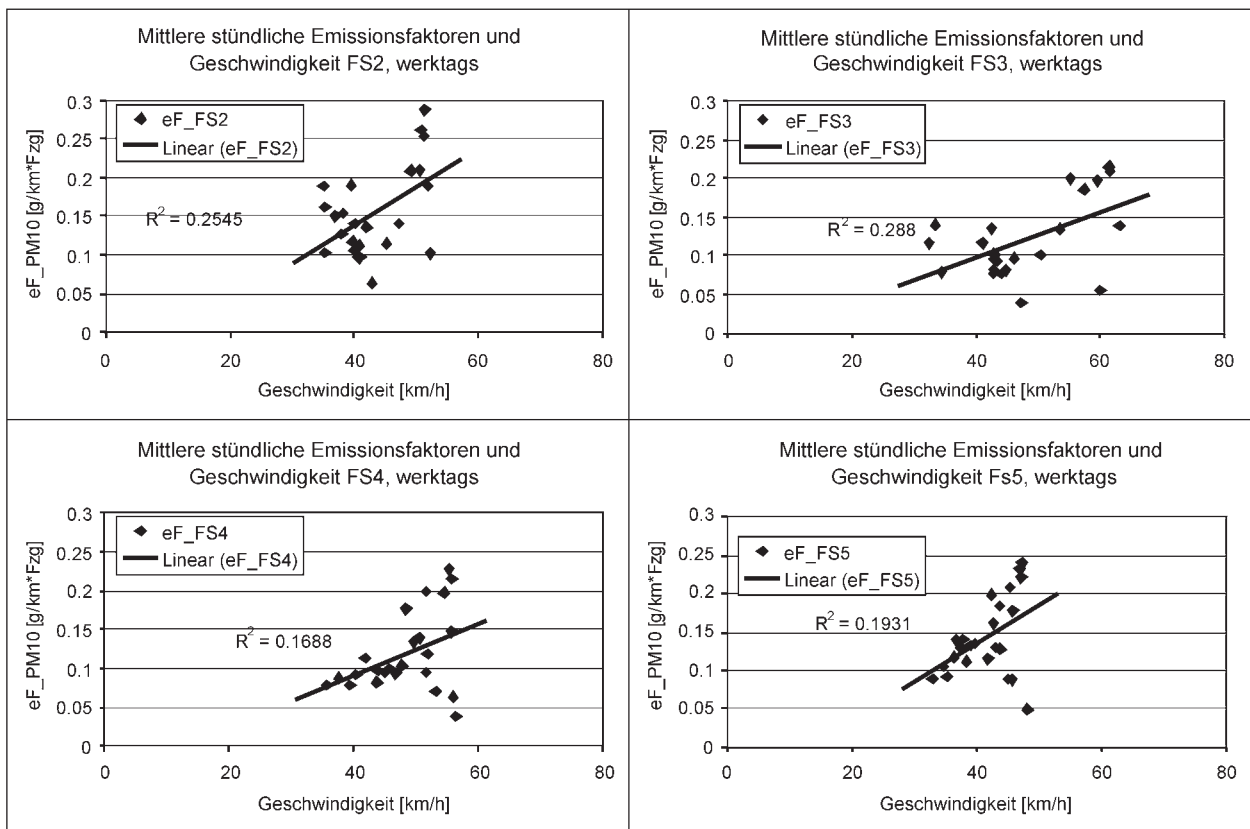 Mittlere stündliche Emissionsfaktoren und
Geschwindigkeit FS2, werktags
eF_PM10 [g/km*Fzg]
0.3
0.25
0.2
0.15
0.1
0.05
0
eF_FS2
Linear (eF_FS2)
R² = 0.2545
0 20 40 60 80
Geschwindigkeit [km/h]
Mittlere stündliche Emissionsfaktoren und
Geschwindigkeit FS3, werktags
eF_PM10 [g/km*Fzg]
0.3
0.25
0.2
0.15
0.1
0.05
0
eF_FS3
Linear (eF_FS3)
R² = 0.288
0 20 40 60 80
Geschwindigkeit [km/h]
Mittlere stündliche Emissionsfaktoren und
Geschwindigkeit FS4, werktags
eF_PM10 [g/km*Fzg]
0.3
0.25
0.2
0.15
0.1
0.05
0
eF_FS4
Linear (eF_FS4)
R² = 0.1688
0 20 40 60 80
Geschwindigkeit [km/h]
Mittlere stündliche Emissionsfaktoren und
Geschwindigkeit Fs5, werktags
eF_PM10 [g/km*Fzg]
0.3
0.25
0.2
0.15
0.1
0.05
0
eF_FS5
Linear (eF_FS5)
R² = 0.1931
0 20 40 60 80
Geschwindigkeit [km/h]